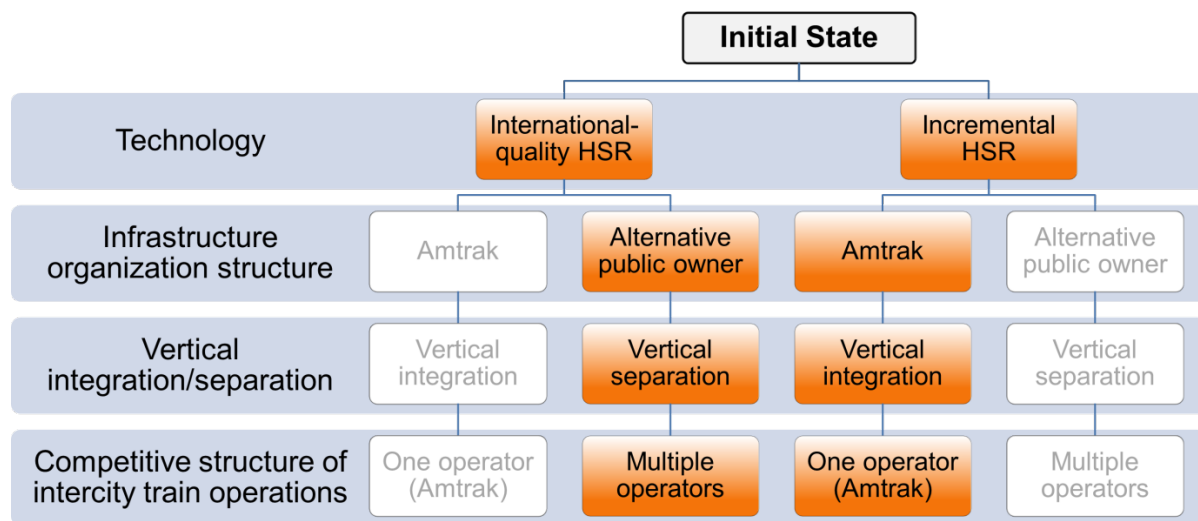 Initial State
Technology
International-
quality HSR
Incremental
HSR
Infrastructure
organization structure
Amtrak
Alternative
public owner
Amtrak
Alternative
public owner
Vertical
integration/separation
Vertical
integration
Vertical
separation
Vertical
integration
Vertical
separation
Competitive structure of
intercity train operations
One operator
(Amtrak)
Multiple
operators
One operator
(Amtrak)
Multiple
operators